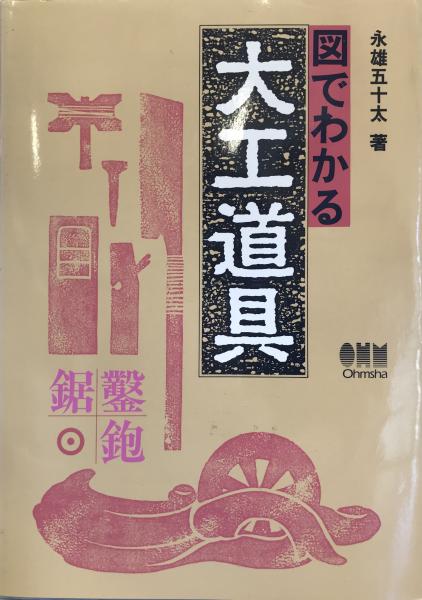 永雄五十太 著
図でわかる
大工道具
OHM
Ohmsha
鑿
鉋
鋸